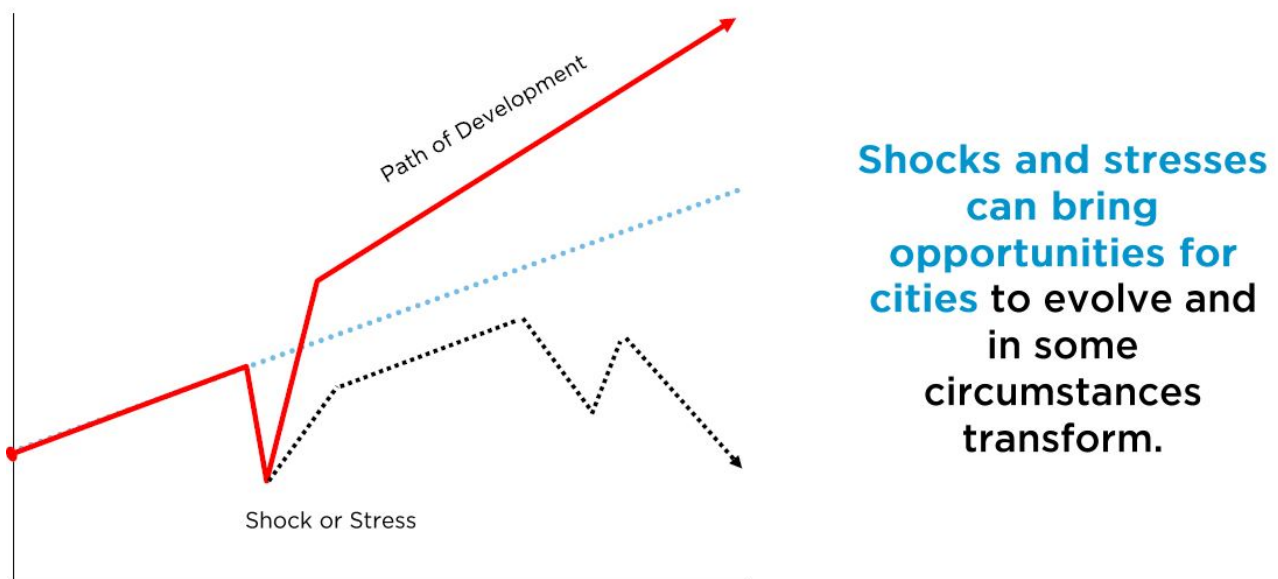 Path of Development
Shock or Stress
Shocks and stresses
can bring
opportunities for
cities to evolve and
in some
circumstances
transform.